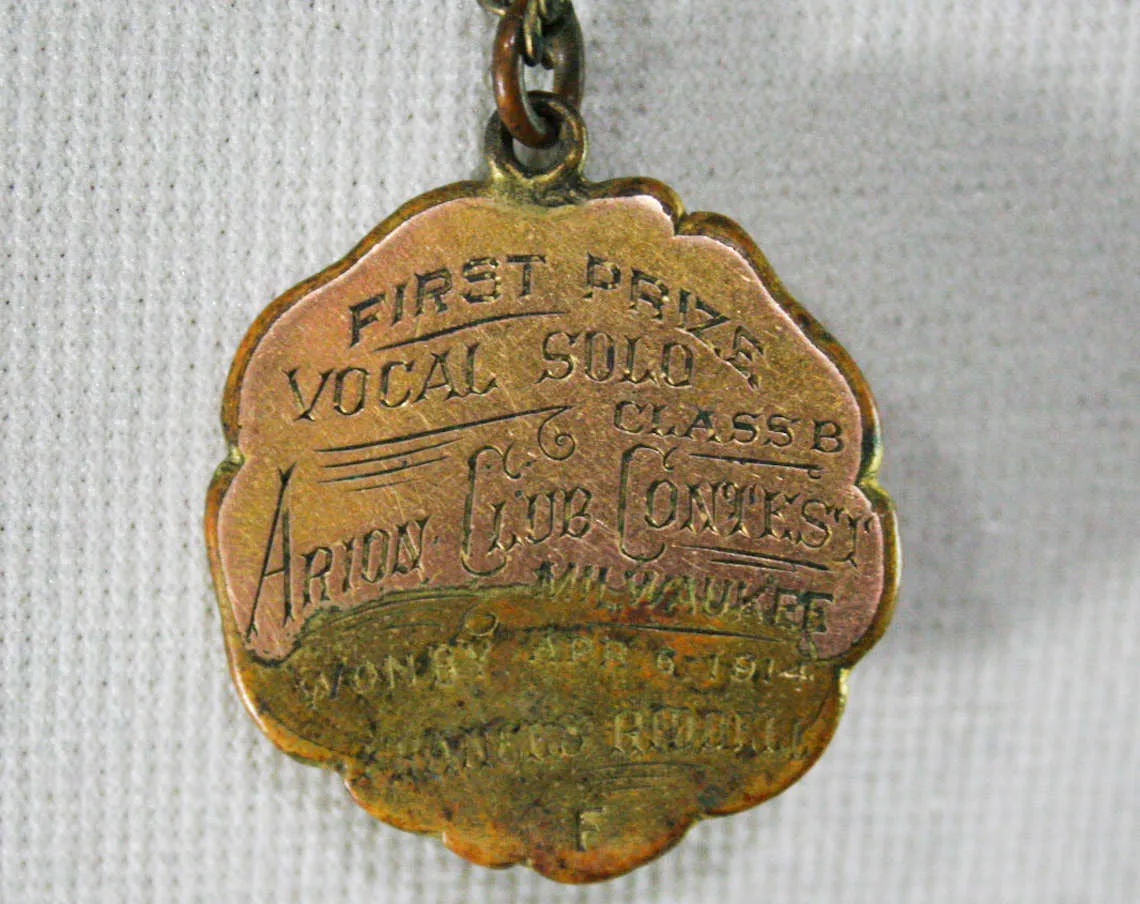 FIRST PRIZE
VOCAL SOLO
CLASS B
ARION CLUB CONTEST
MILWAUKEE
WON BY APR 6-1914
F